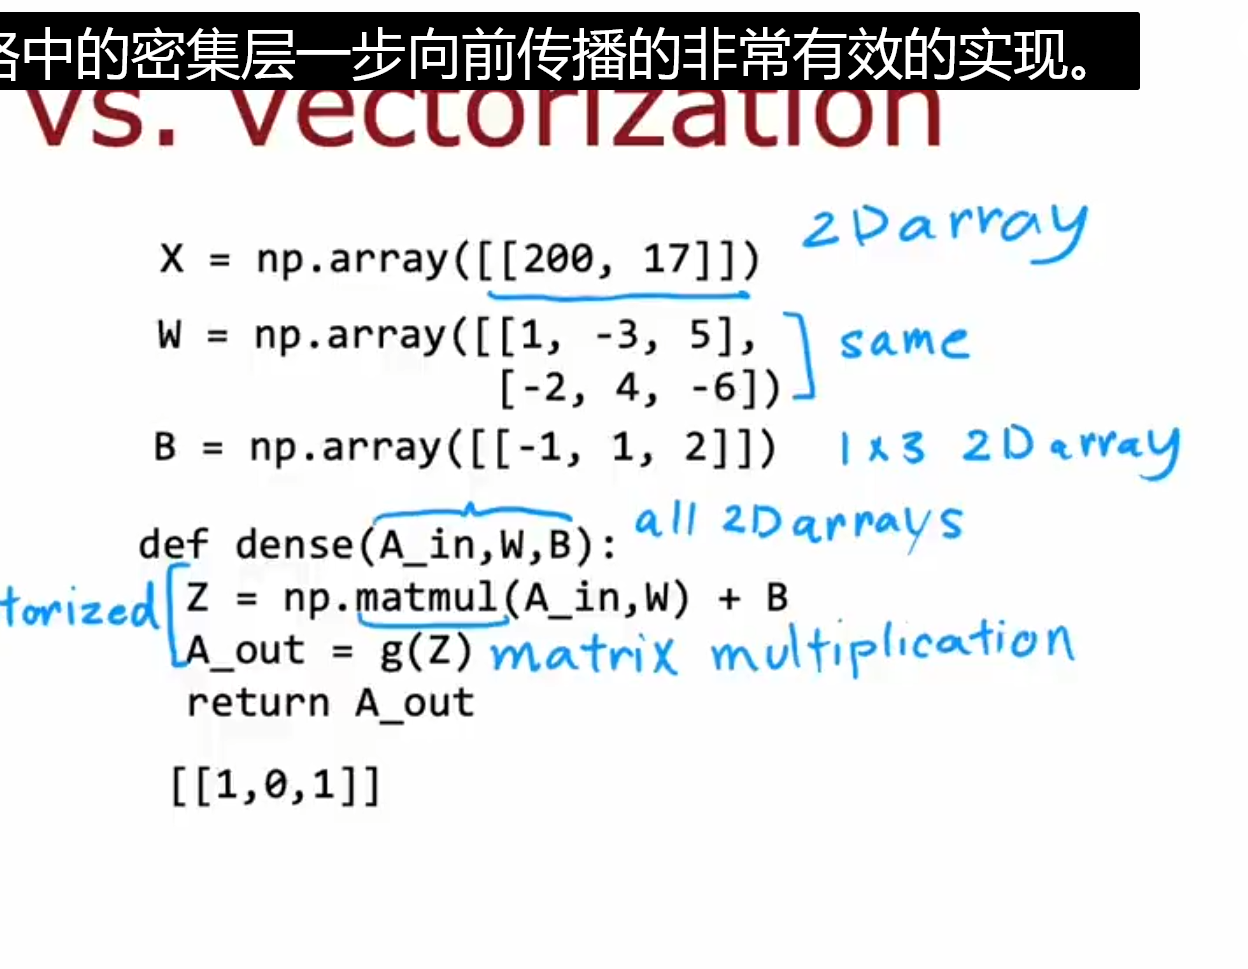 中的密集层一步向前传播的非常有效的实现。
vs. vectorization
X = np.array([[200, 17]]) 2D array
W = np.array([[1, -3, 5],
[-2, 4, -6]) same
B = np.array([[-1, 1, 2]]) 1 x 3 2D array
def dense(A_in,W,B): all 2D arrays
Z = np.matmul(A_in,W) + B
torized
A_out = g(Z) matrix multiplication
return A_out
[[1,0,1]]